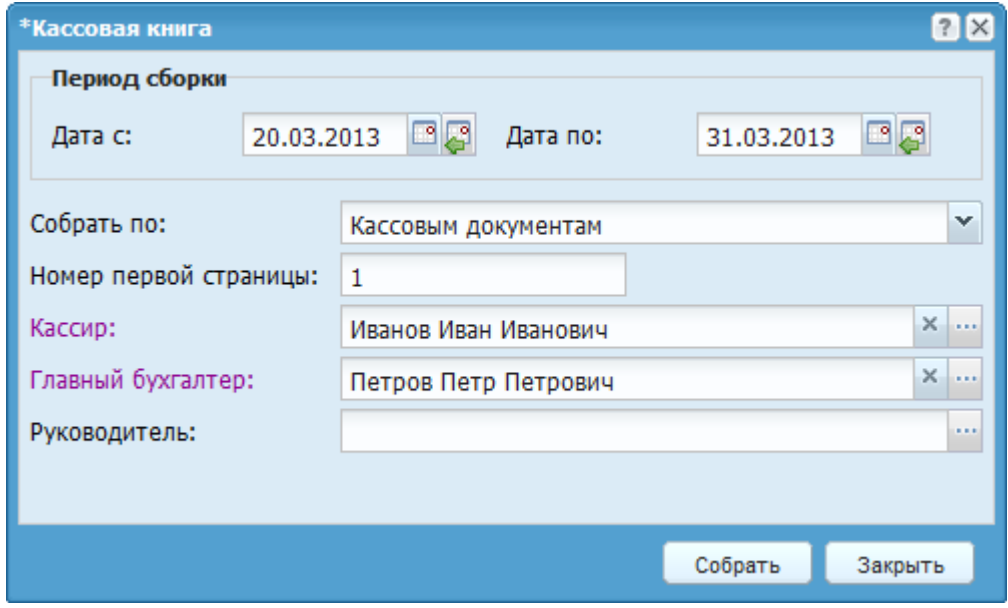 *Кассовая книга
Период сборки
Дата с: 20.03.2013 Дата по: 31.03.2013
Собрать по: Кассовым документам
Номер первой страницы: 1
Кассир: Иванов Иван Иванович
Главный бухгалтер: Петров Петр Петрович
Руководитель:
Собрать Закрыть